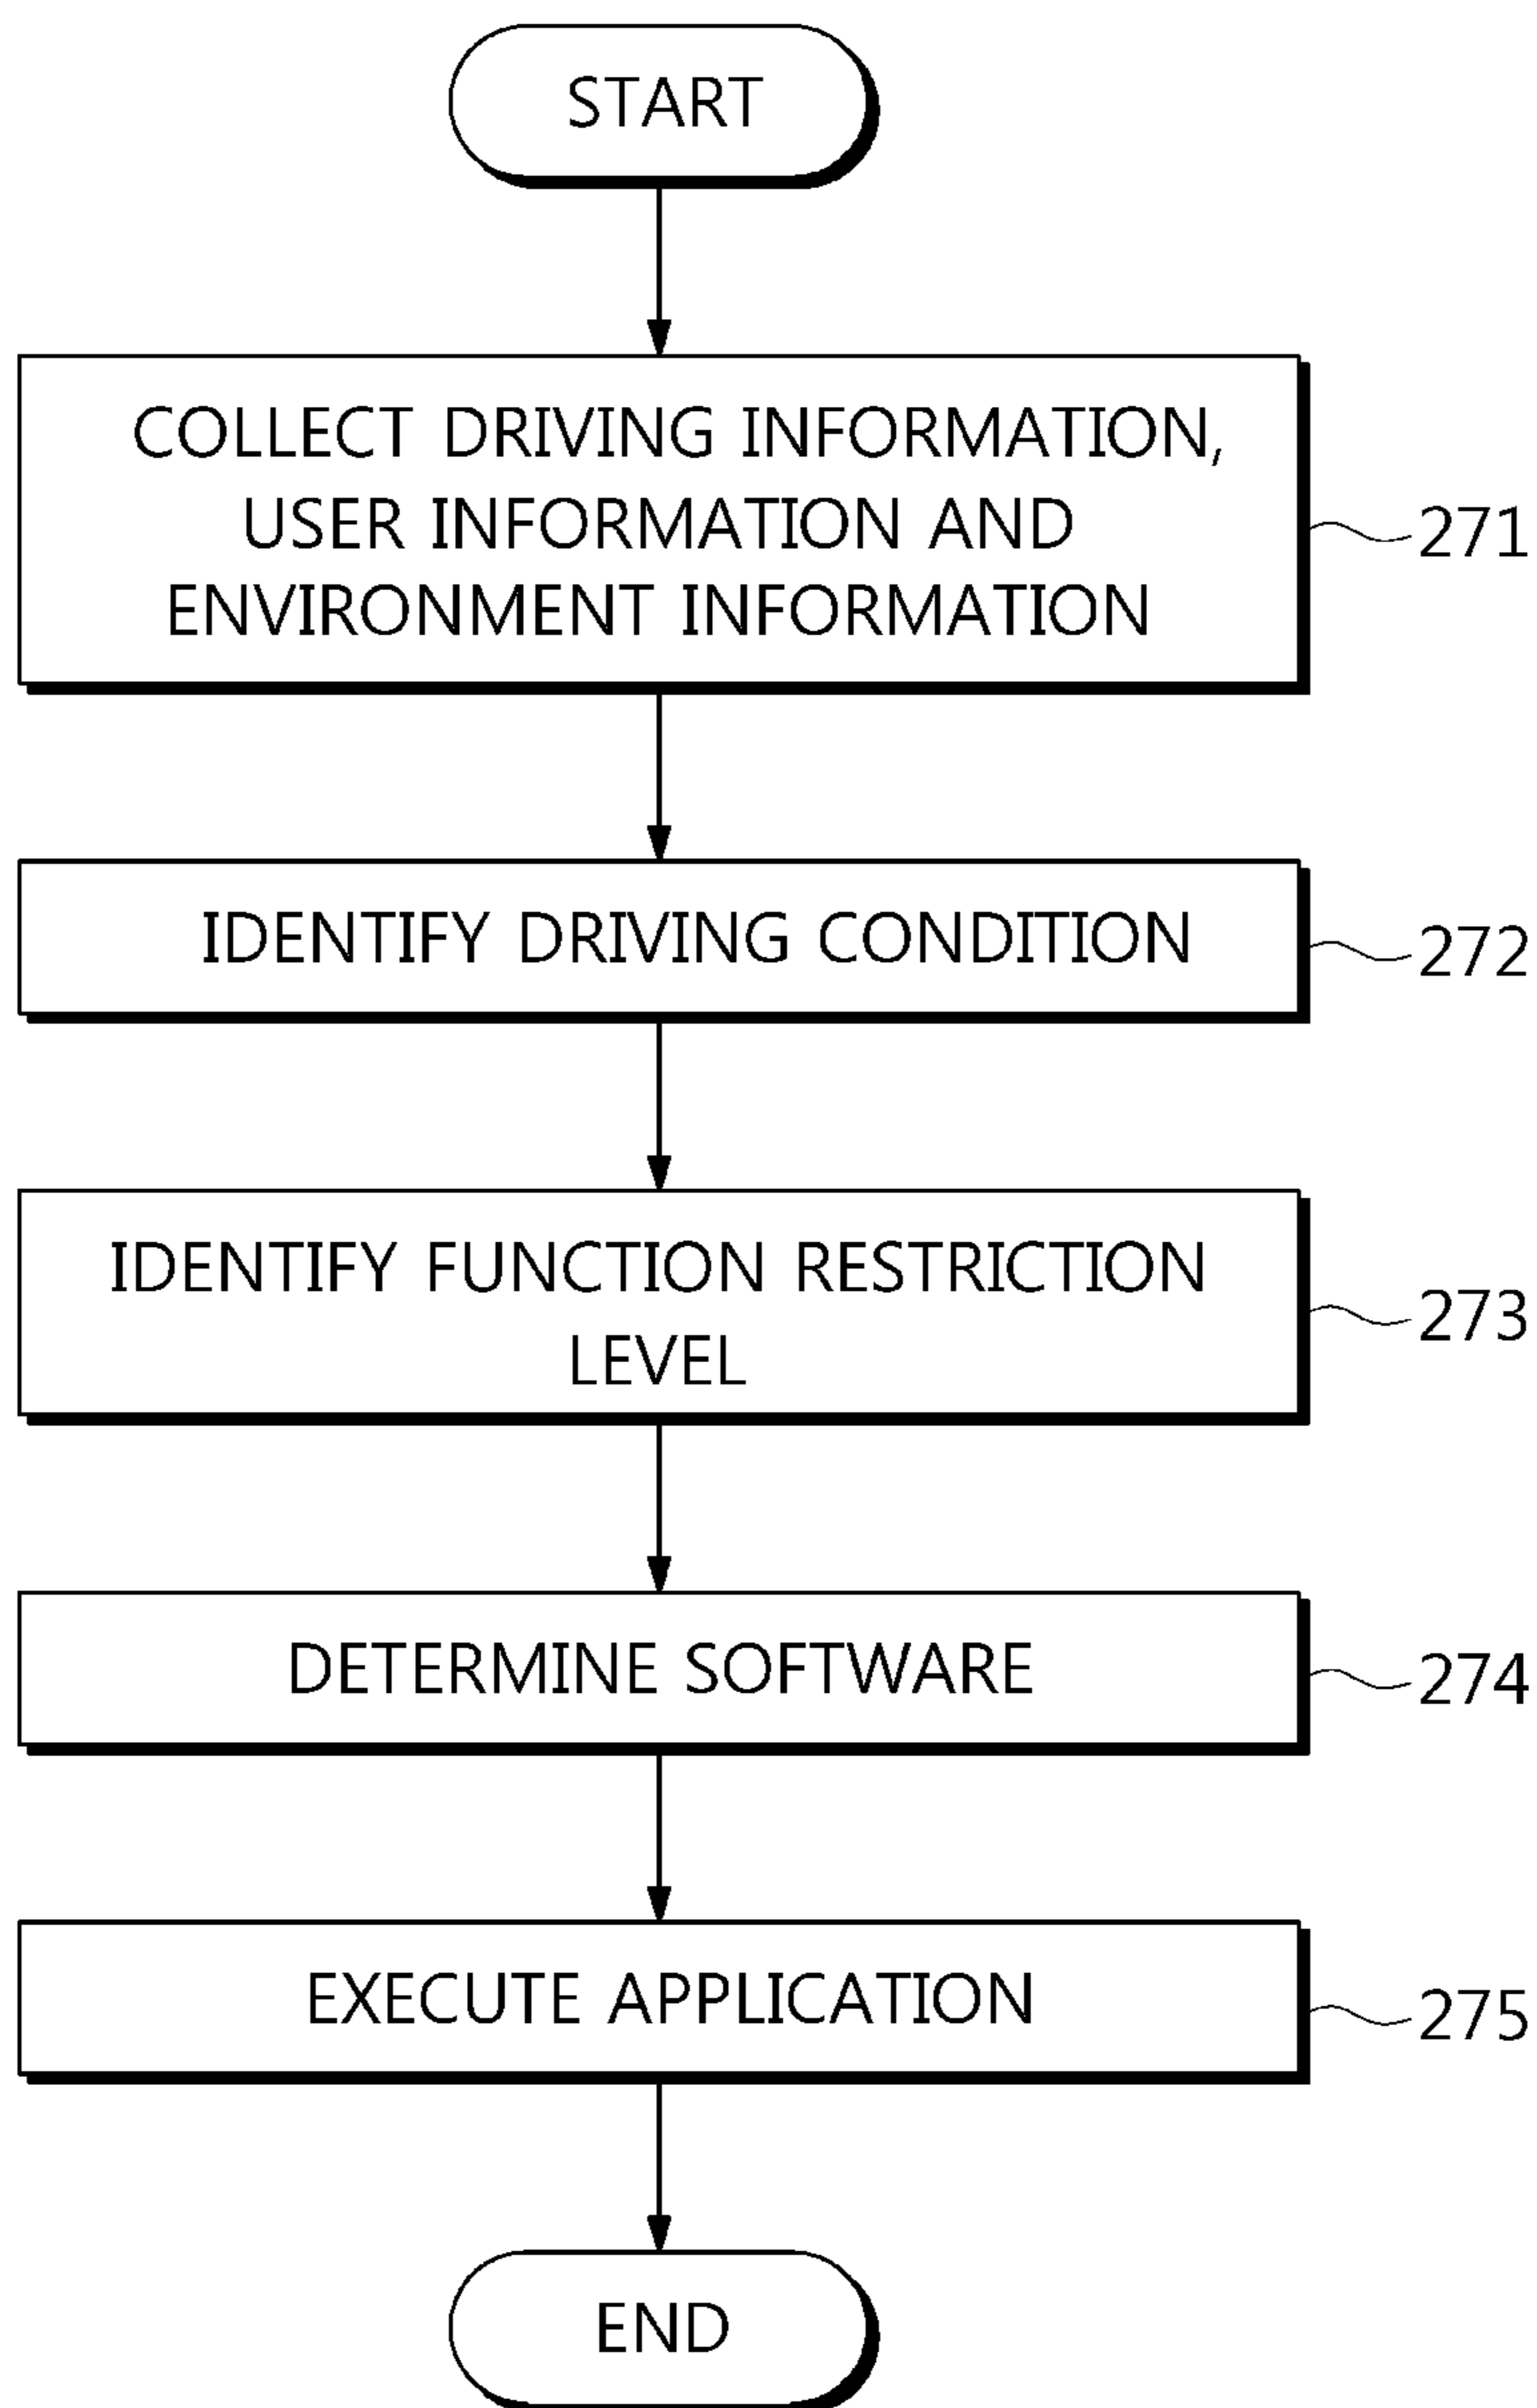 START
COLLECT DRIVING INFORMATION,
USER INFORMATION AND
ENVIRONMENT INFORMATION
271
IDENTIFY DRIVING CONDITION
272
IDENTIFY FUNCTION RESTRICTION
LEVEL
273
DETERMINE SOFTWARE
274
EXECUTE APPLICATION
275
END